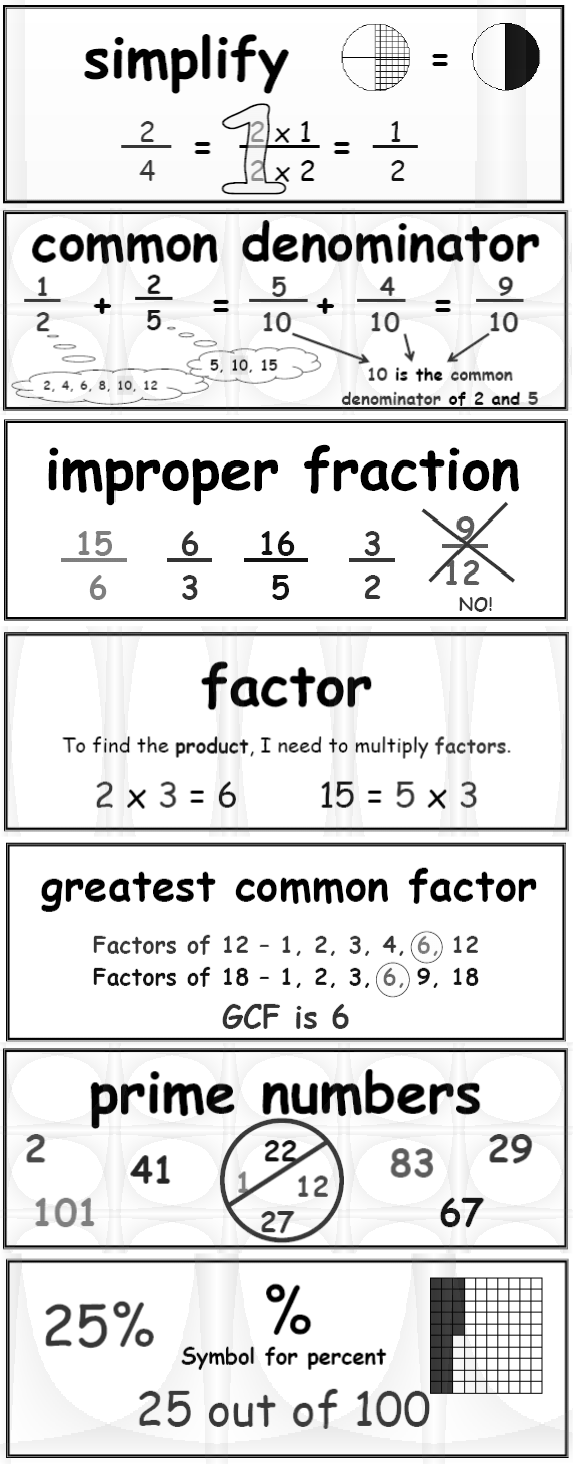 simplify
=
2/4 = 2 x 1/2 x 2 = 1/2
common denominator
1/2 + 2/5 = 5/10 + 4/10 = 9/10
5, 10, 15
2, 4, 6, 8, 10, 12
10 is the common
denominator of 2 and 5
improper fraction
15/6 6/3 16/5 3/2 9/12
NO!
factor
To find the product, I need to multiply factors.
2 x 3 = 6 15 = 5 x 3
greatest common factor
Factors of 12 - 1, 2, 3, 4, 6, 12
Factors of 18 - 1, 2, 3, 6, 9, 18
GCF is 6
prime numbers
2 41 22 83 29
1 12
101 27 67
25% %
Symbol for percent
25 out of 100